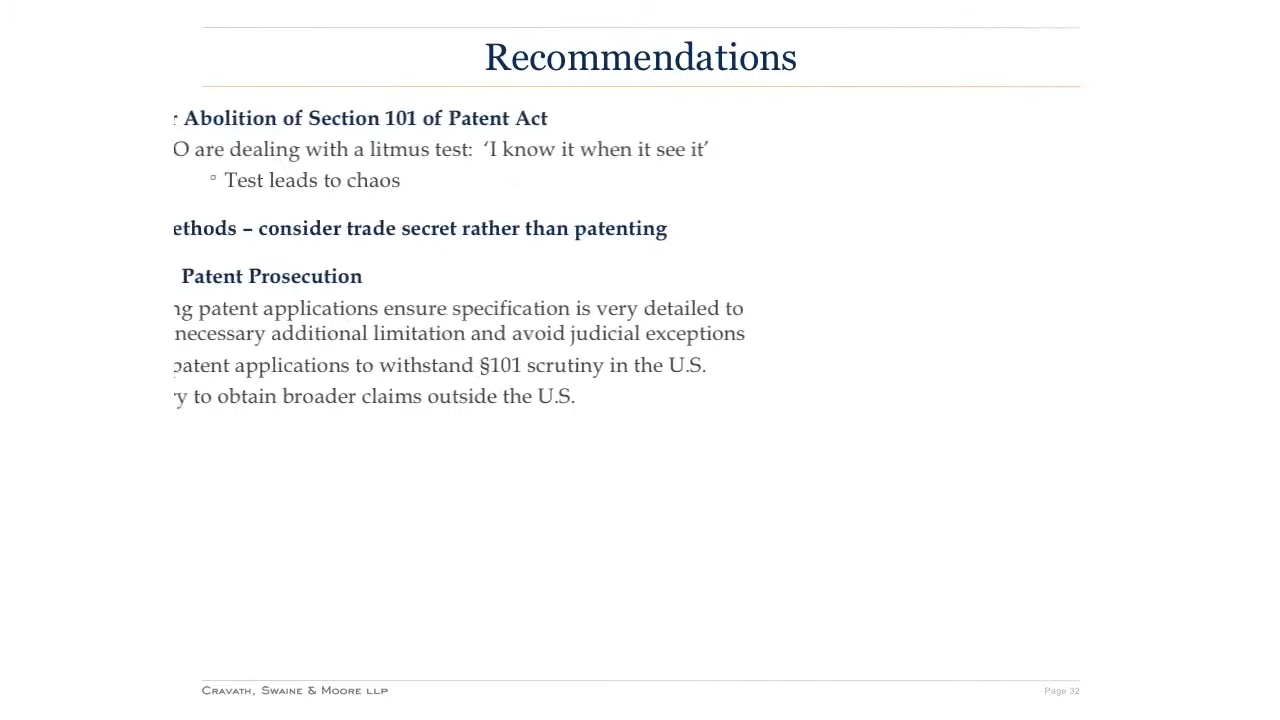 Recommendations
Abolition of Section 101 of Patent Act
are dealing with a litmus test: ‘I know it when it see it’
▫ Test leads to chaos
– consider trade secret rather than patenting
Patent Prosecution
patent applications ensure specification is very detailed to
necessary additional limitation and avoid judicial exceptions
patent applications to withstand §101 scrutiny in the U.S.
to obtain broader claims outside the U.S.
Cravath, Swaine & Moore LLP
Page 32